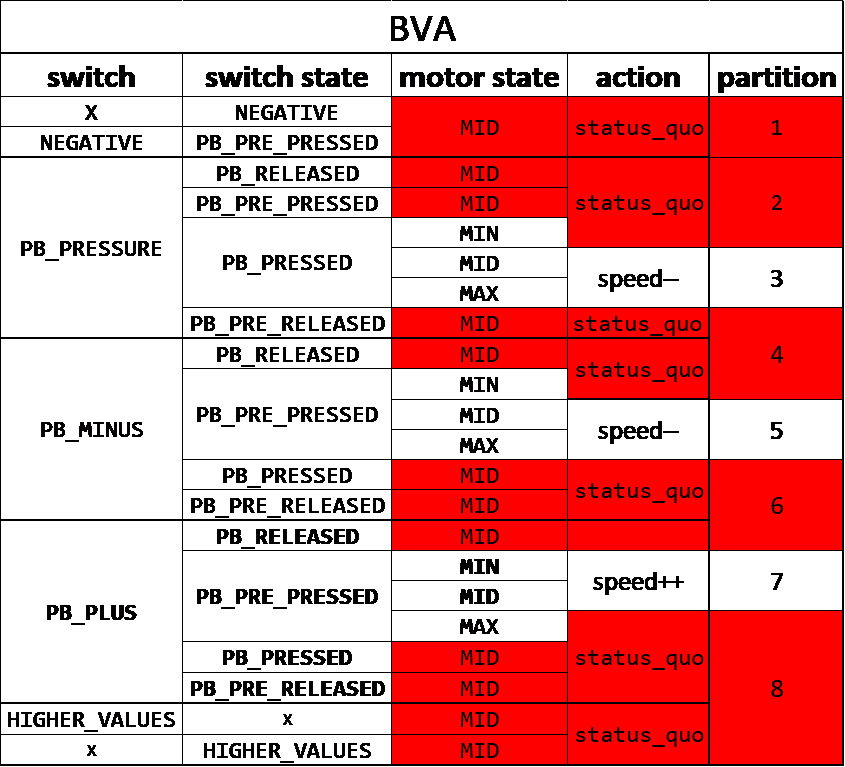 BVA
switch switch state motor state action partition
X NEGATIVE MID status_quo 1
NEGATIVE PB_PRE_PRESSED
PB_PRESSURE PB_RELEASED MID status_quo 2
PB_PRE_PRESSED MID
PB_PRESSED MIN
MID speed— 3
MAX
PB_PRE_RELEASED MID status_quo 4
PB_MINUS PB_RELEASED MID status_quo
PB_PRE_PRESSED MIN
MID speed— 5
MAX
PB_PRESSED MID status_quo 6
PB_PRE_RELEASED MID
PB_PLUS PB_RELEASED MID
PB_PRE_PRESSED MIN speed++ 7
MID
MAX status_quo 8
PB_PRESSED MID
PB_PRE_RELEASED MID
HIGHER_VALUES x MID status_quo
x HIGHER_VALUES MID